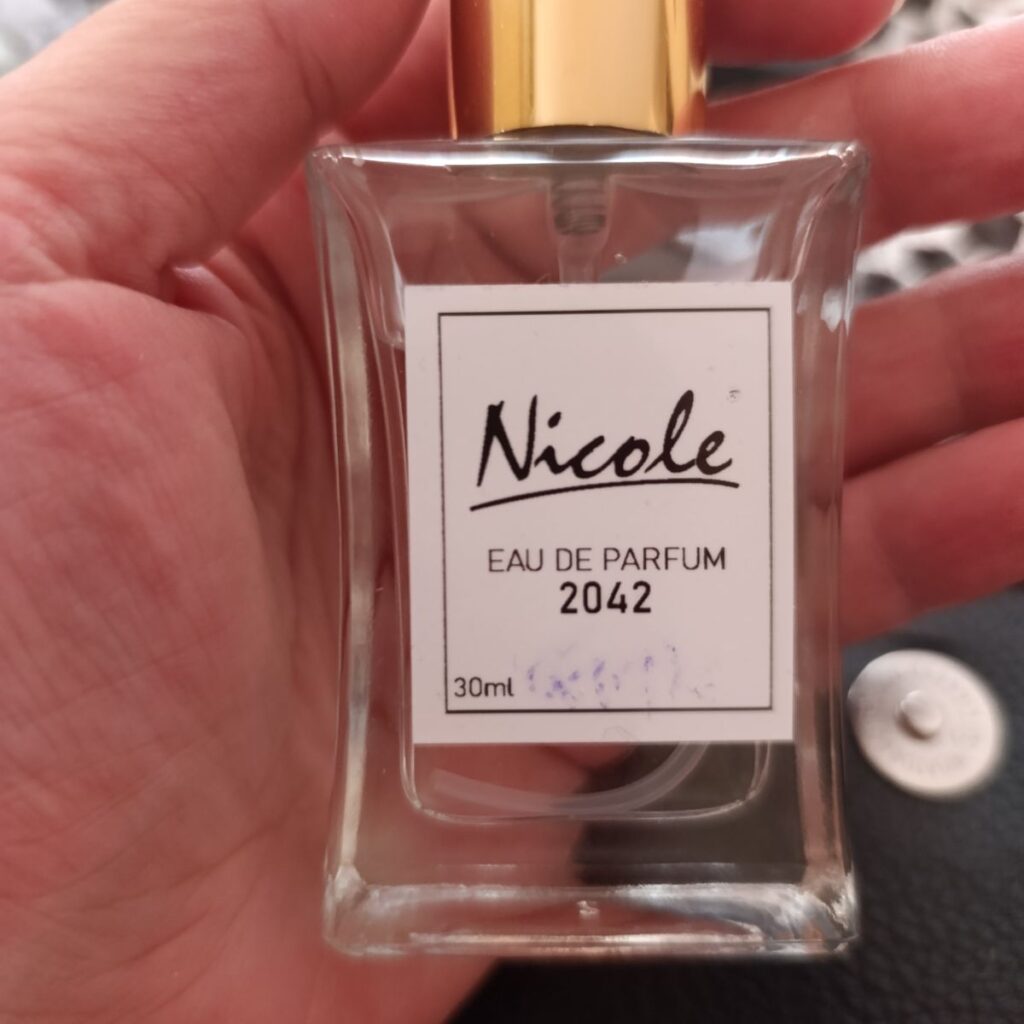 Nicole®
EAU DE PARFUM
2042
30ml